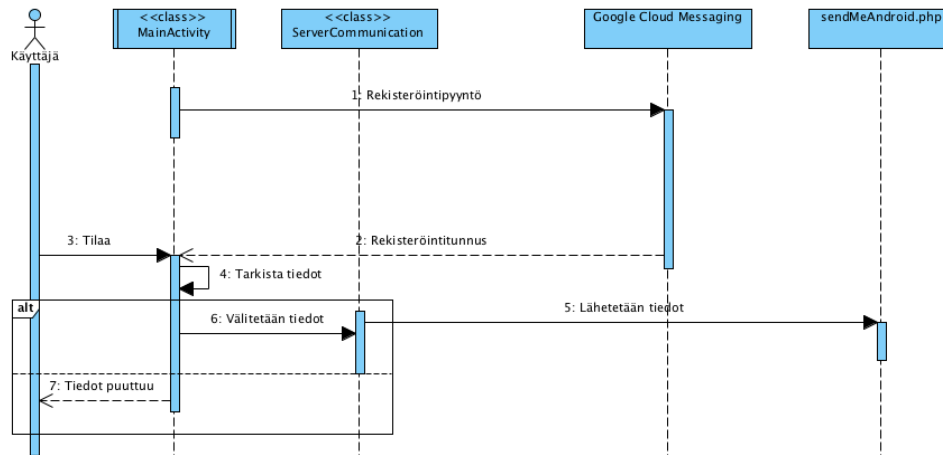 <<class>>
MainActivity
<<class>>
ServerCommunication
Google Cloud Messaging
sendMeAndroid.php
Käyttäjä
1: Rekisteröintipyyntö
3: Tilaa
2: Rekisteröintitunnus
4: Tarkista tiedot
alt
6: Välitetään tiedot
5: Lähetetään tiedot
7: Tiedot puuttuu